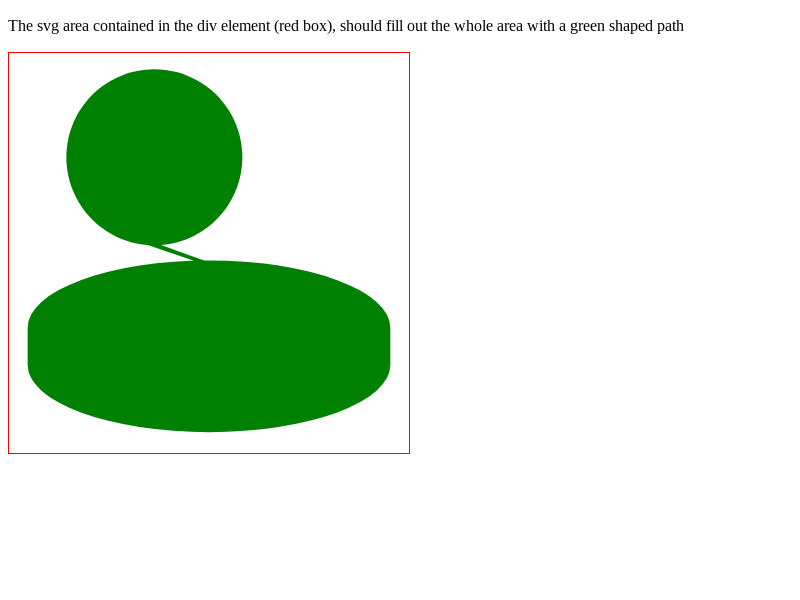 The svg area contained in the div element (red box), should fill out the whole area with a green shaped path